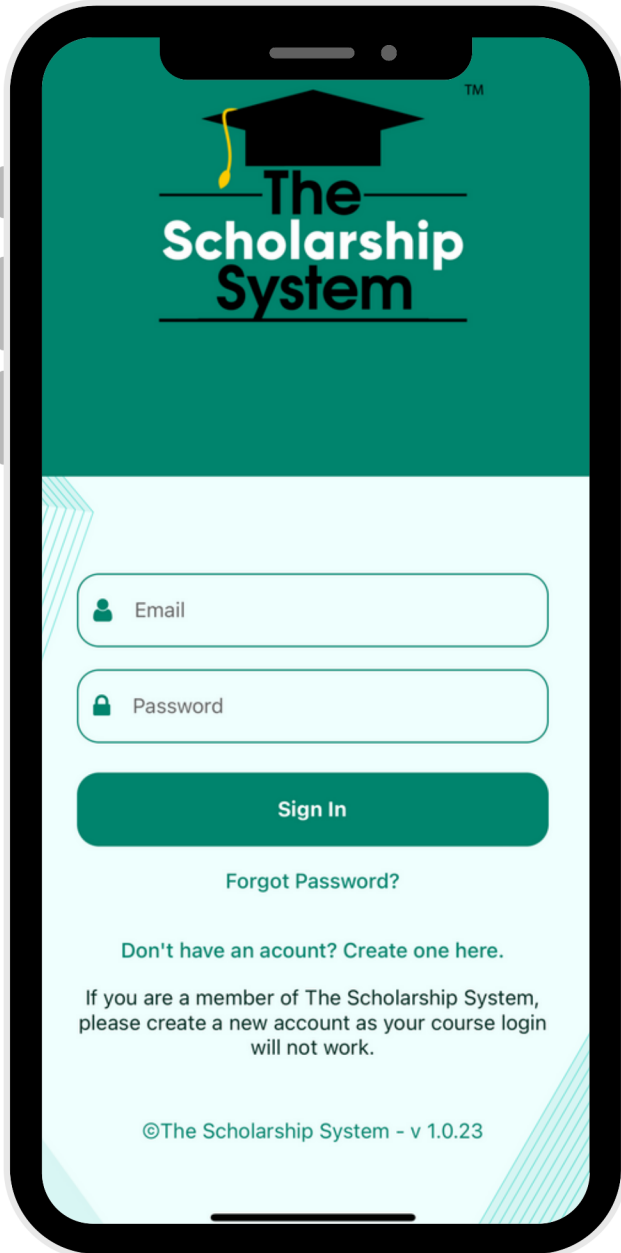 TM
The
Scholarship
System
Email
Password
Sign In
Forgot Password?
Don't have an acount? Create one here.
If you are a member of The Scholarship System,
please create a new account as your course login
will not work.
©The Scholarship System - v 1.0.23